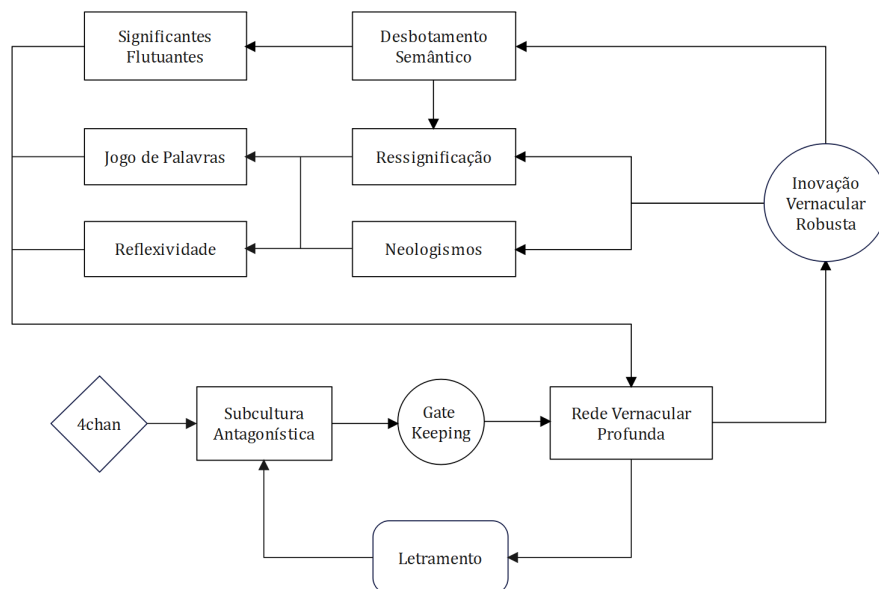 Significantes
Flutuantes
Desbotamento
Semântico
Jogo de Palavras
Ressignificação
Inovação
Vernacular
Robusta
Reflexividade
Neologismos
4chan
Subcultura
Antagonística
Gate
Keeping
Rede Vernacular
Profunda
Letramento